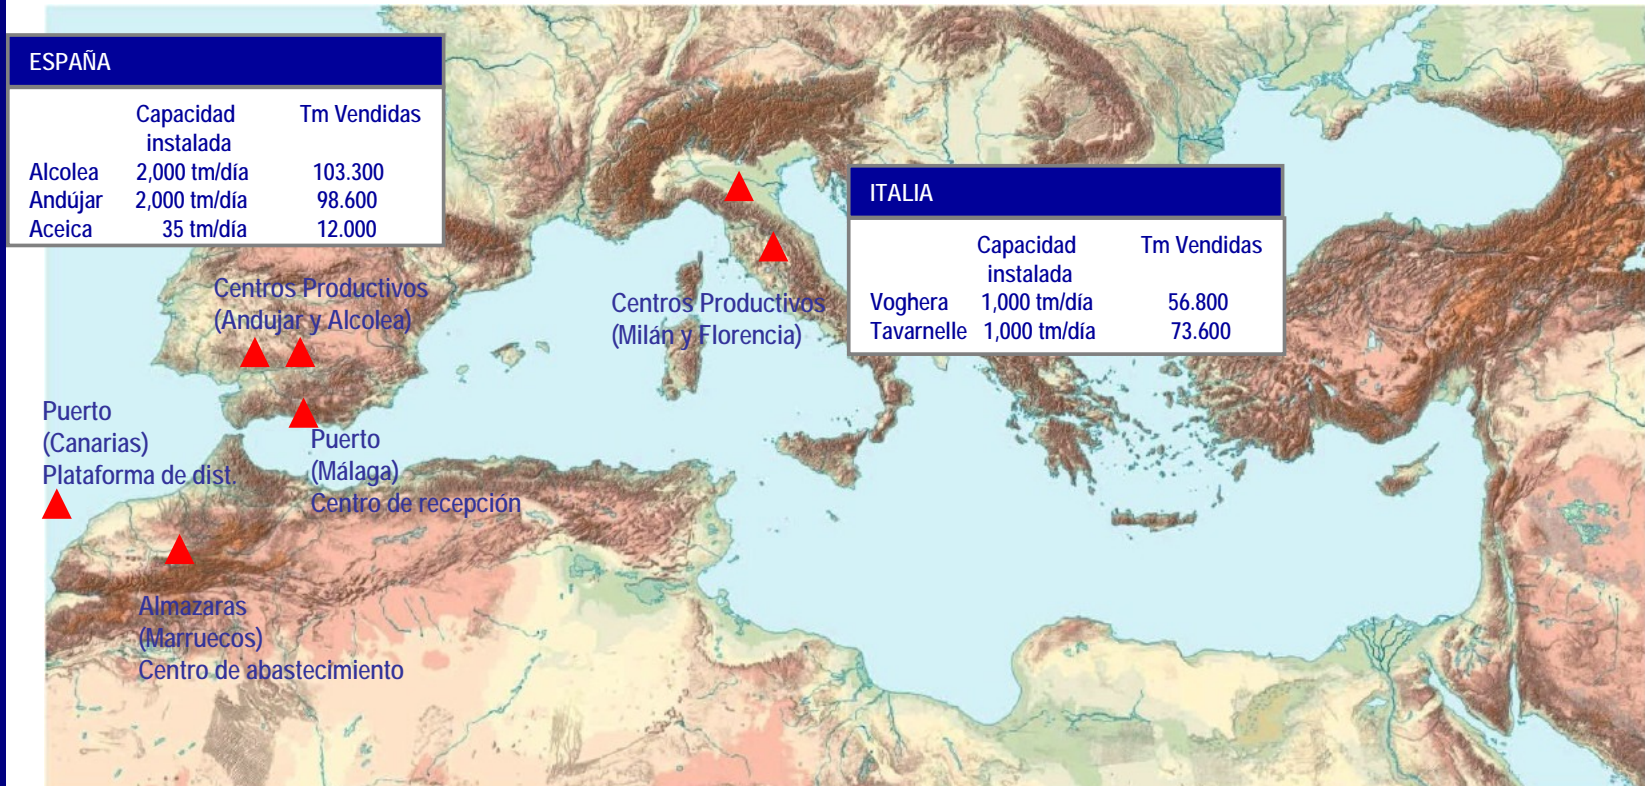 ESPAÑA
Capacidad Tm Vendidas
instalada
Alcolea 2,000 tm/día 103.300
Andújar 2,000 tm/día 98.600
Aceica 35 tm/día 12.000
ITALIA
Capacidad Tm Vendidas
instalada
Voghera 1,000 tm/día 56.800
Tavarnelle 1,000 tm/día 73.600
Centros Productivos
(Andujar y Alcolea)
Centros Productivos
(Milán y Florencia)
Puerto
(Canarias)
Plataforma de dist.
Puerto
(Málaga)
Centro de recepción
Almazaras
(Marruecos)
Centro de abastecimiento